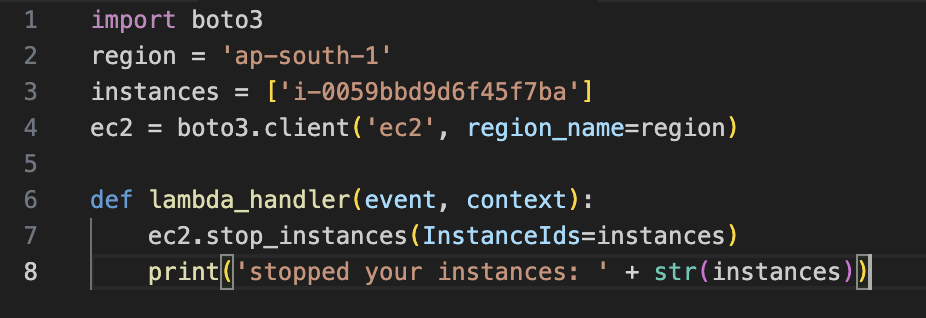 1 import boto3
2 region = 'ap-south-1'
3 instances = ['i-0059bbd9d6f45f7ba']
4 ec2 = boto3.client('ec2', region_name=region)
5
6 def lambda_handler(event, context):
7     ec2.stop_instances(InstanceIds=instances)
8     print('stopped your instances: ' + str(instances))